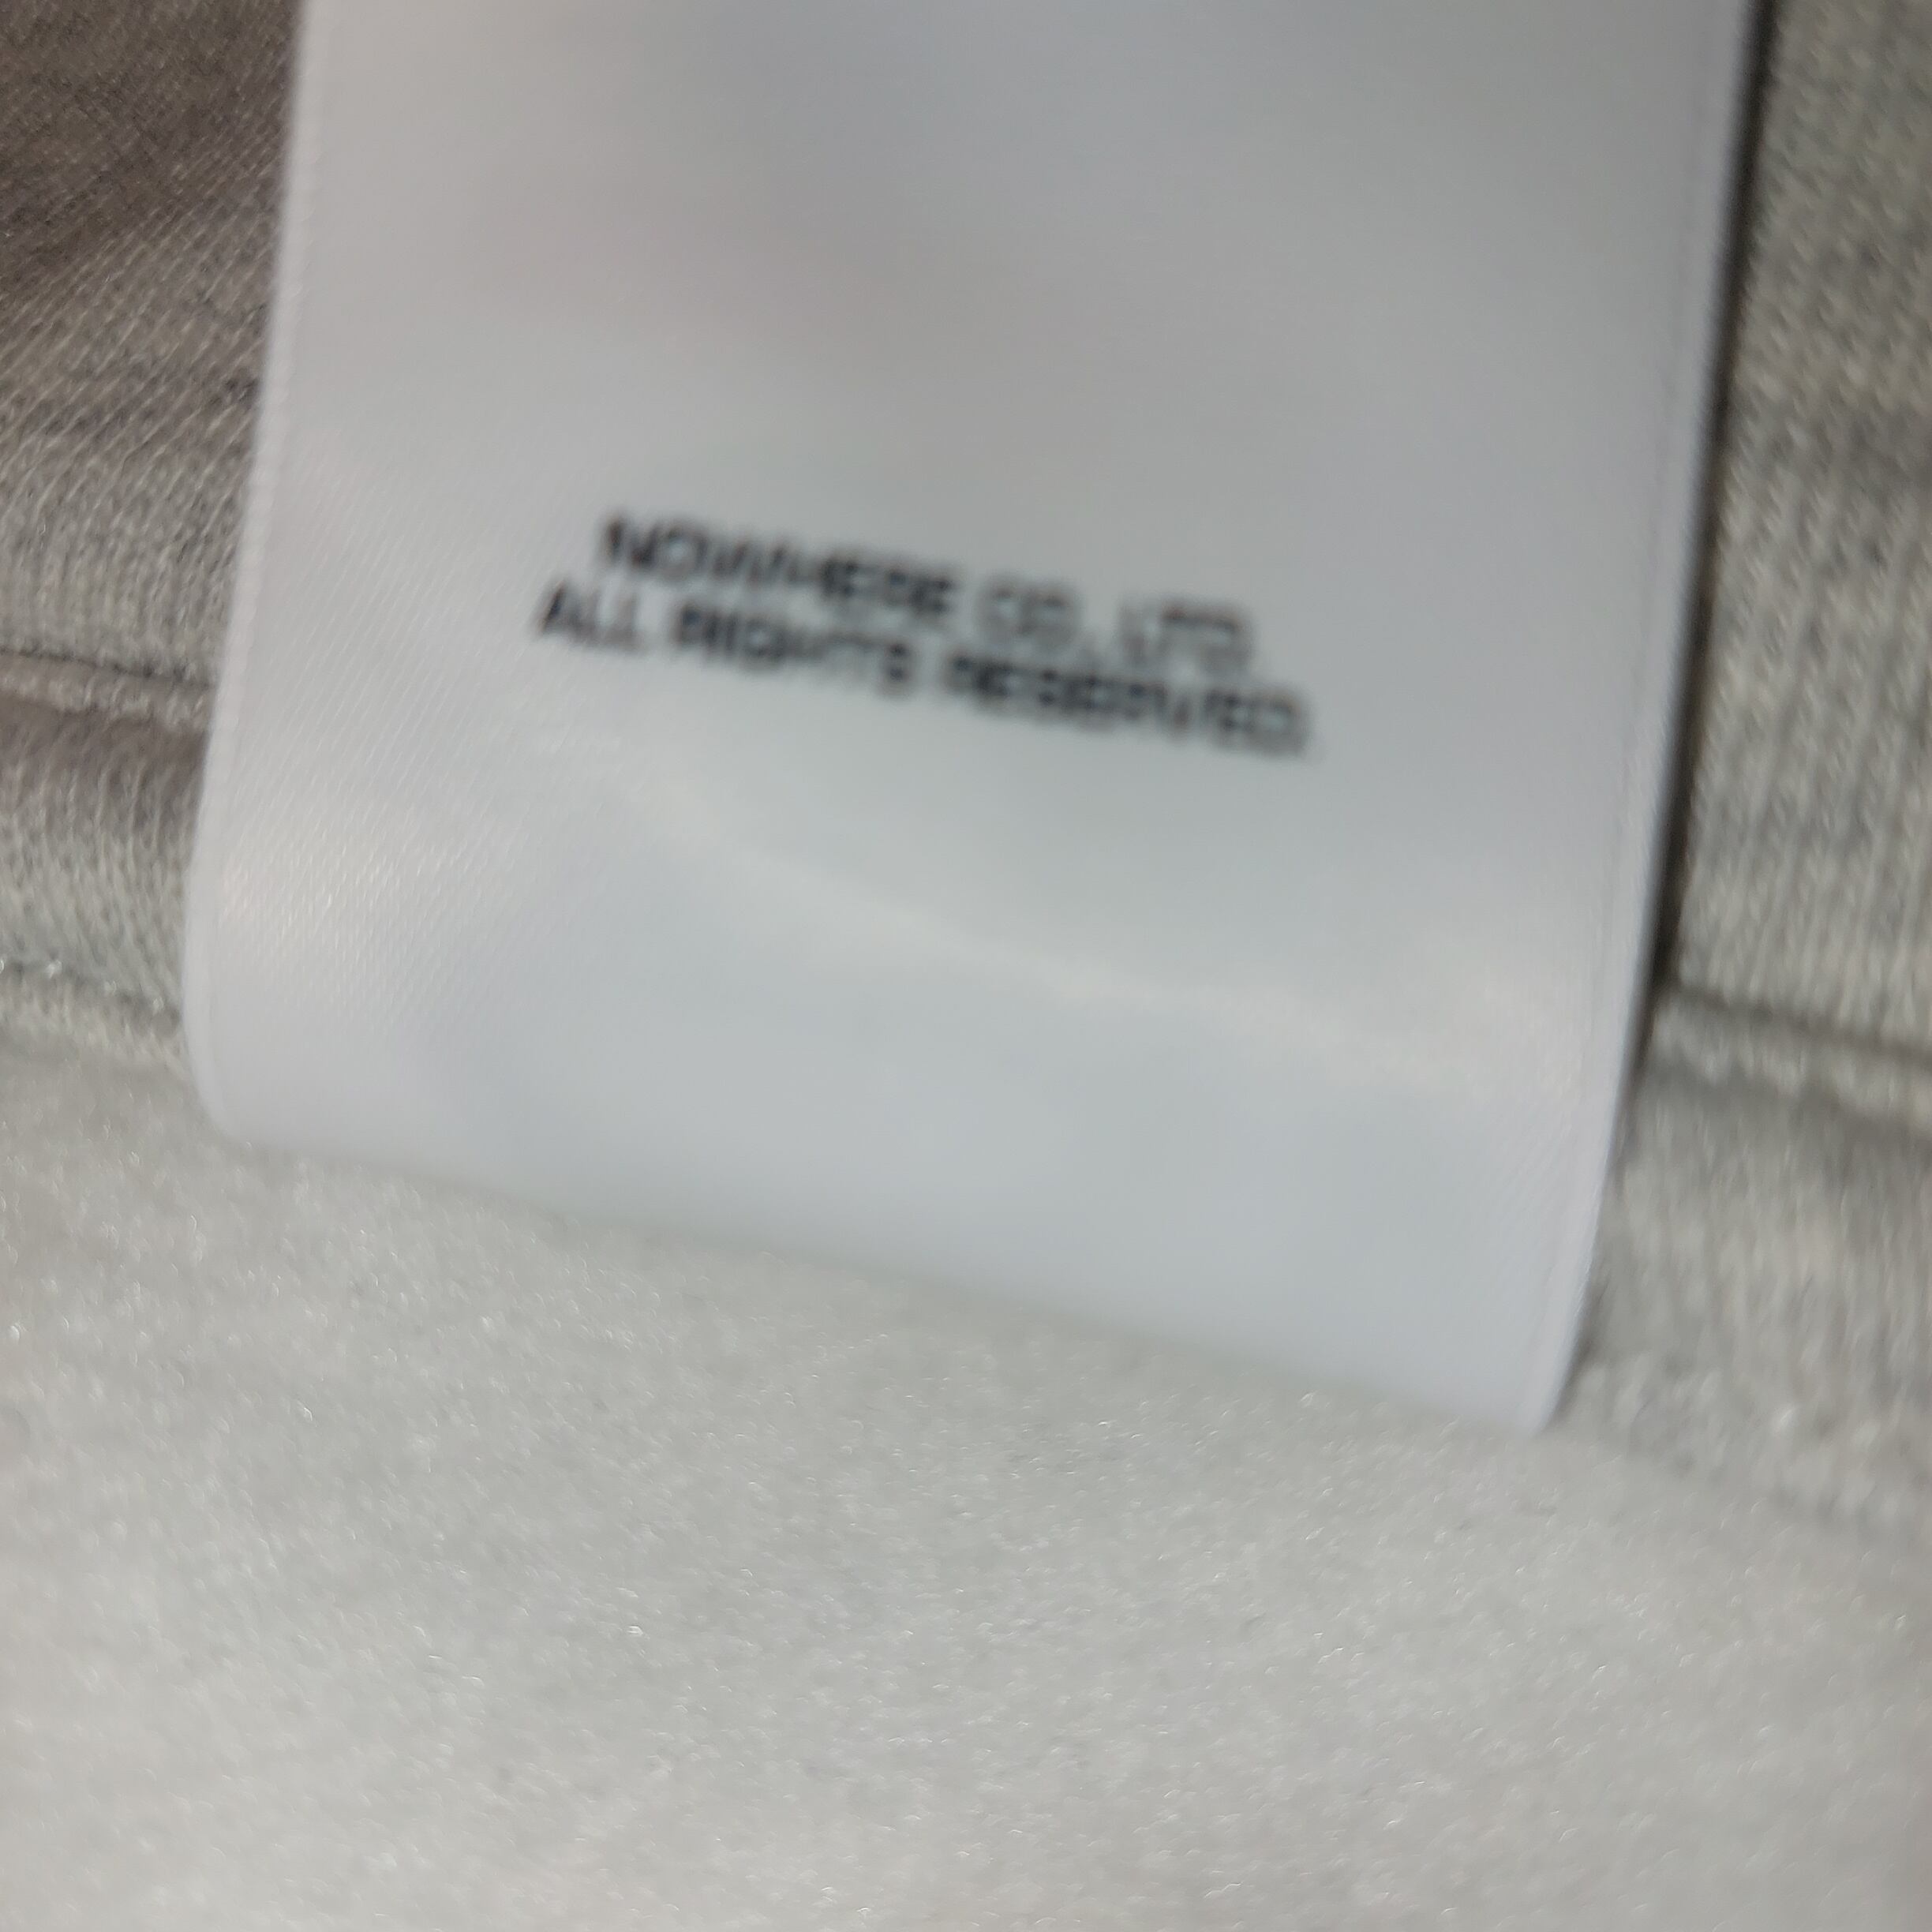 NOWHERE CO., LTD.
ALL RIGHTS RESERVED.